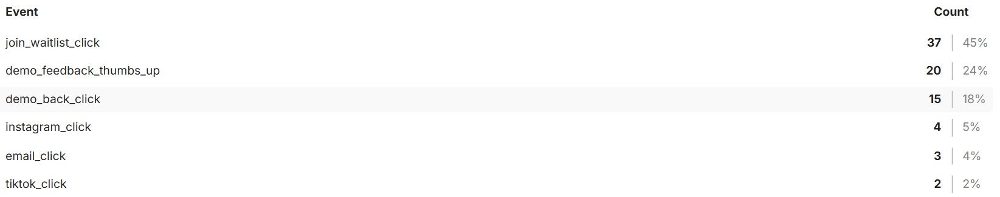 Event Count
join_waitlist_click 37 45%
demo_feedback_thumbs_up 20 24%
demo_back_click 15 18%
instagram_click 4 5%
email_click 3 4%
tiktok_click 2 2%